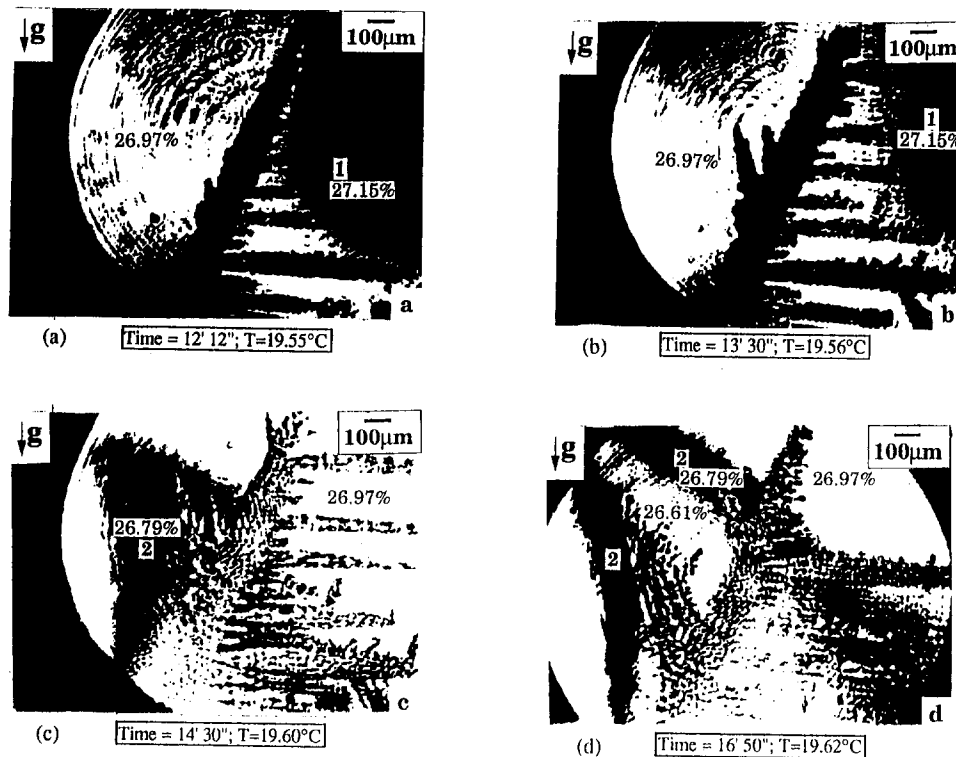 g
100μm
26.97%
1
27.15%
a
(a)
Time = 12' 12"; T=19.55°C
g
100μm
26.97%
1
27.15%
b
(b)
Time = 13' 30"; T=19.56°C
g
100μm
26.97%
26.79%
2
c
(c)
Time = 14' 30"; T=19.60°C
g
100μm
2
26.79%
26.97%
26.61%
2
d
(d)
Time = 16' 50"; T=19.62°C